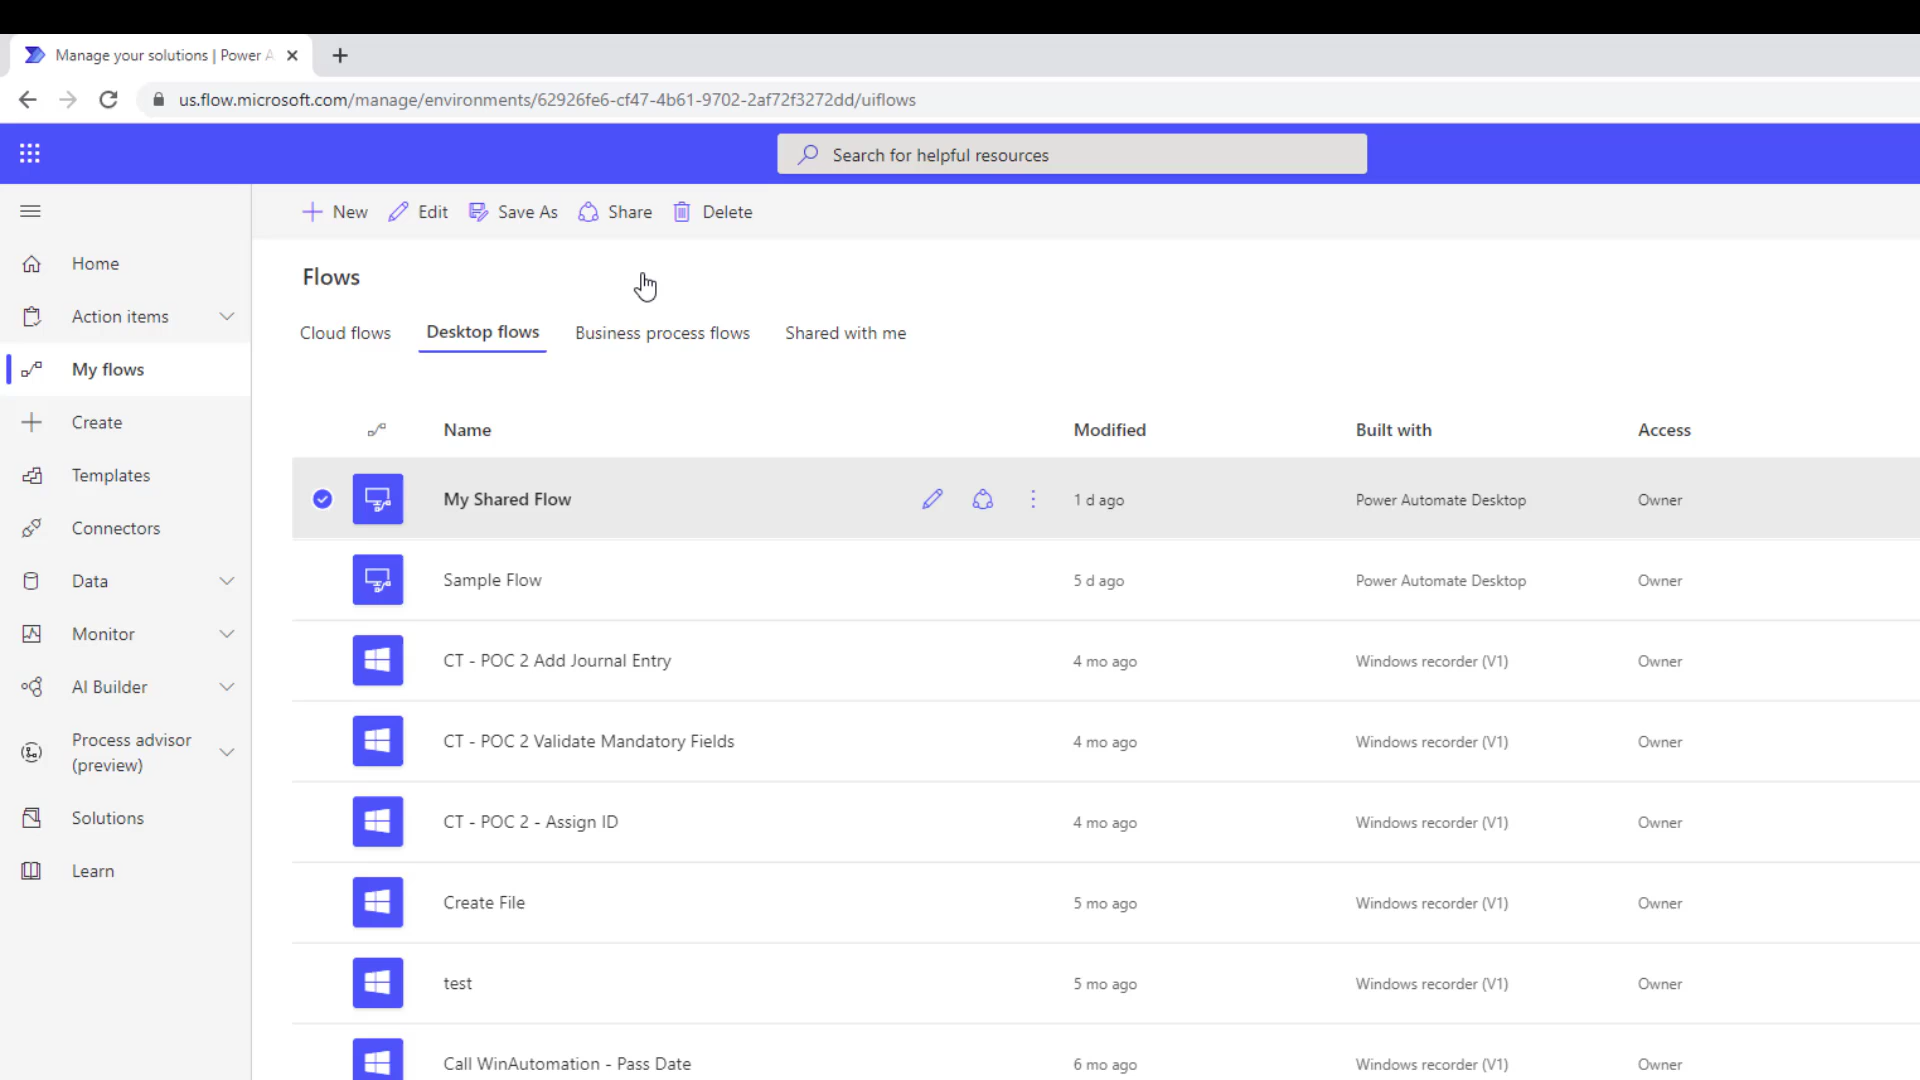 Manage your solutions | Power A
us.flow.microsoft.com/manage/environments/62926fe6-cf47-4b61-9702-2af72f3272dd/uiflows
Search for helpful resources
New Edit Save As Share Delete
Home
Action items
My flows
Create
Templates
Connectors
Data
Monitor
AI Builder
Process advisor
(preview)
Solutions
Learn
Flows
Cloud flows Desktop flows Business process flows Shared with me
Name Modified Built with Access
My Shared Flow 1 d ago Power Automate Desktop Owner
Sample Flow 5 d ago Power Automate Desktop Owner
CT - POC 2 Add Journal Entry 4 mo ago Windows recorder (V1) Owner
CT - POC 2 Validate Mandatory Fields 4 mo ago Windows recorder (V1) Owner
CT - POC 2 - Assign ID 4 mo ago Windows recorder (V1) Owner
Create File 5 mo ago Windows recorder (V1) Owner
test 5 mo ago Windows recorder (V1) Owner
Call WinAutomation - Pass Date 6 mo ago Windows recorder (V1) Owner